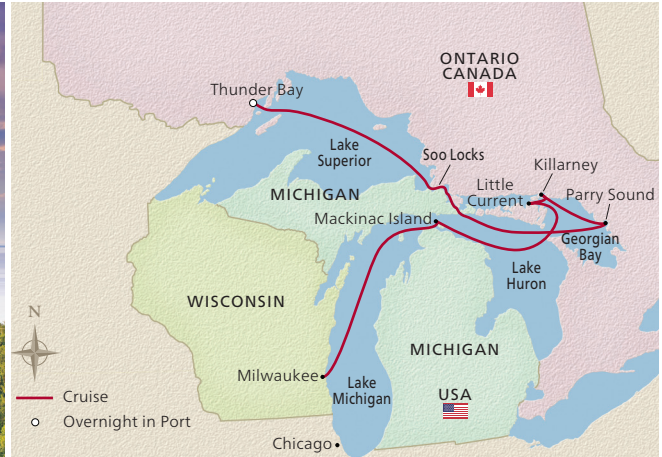 ONTARIO
CANADA
Thunder Bay
Lake
Superior
Soo Locks
Killarney
Little
Current
Parry Sound
MICHIGAN
Mackinac Island
Georgian
Bay
Lake
Huron
WISCONSIN
N
MICHIGAN
Milwaukee
Lake
Michigan
USA
Cruise
Overnight in Port
Chicago